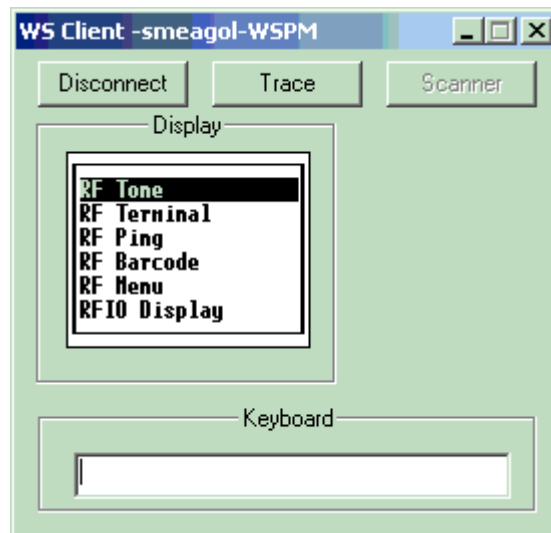 WS Client -smeagol-WSPM
Disconnect Trace Scanner
Display
RF Tone
RF Terminal
RF Ping
RF Barcode
RF Menu
RFIO Display
Keyboard